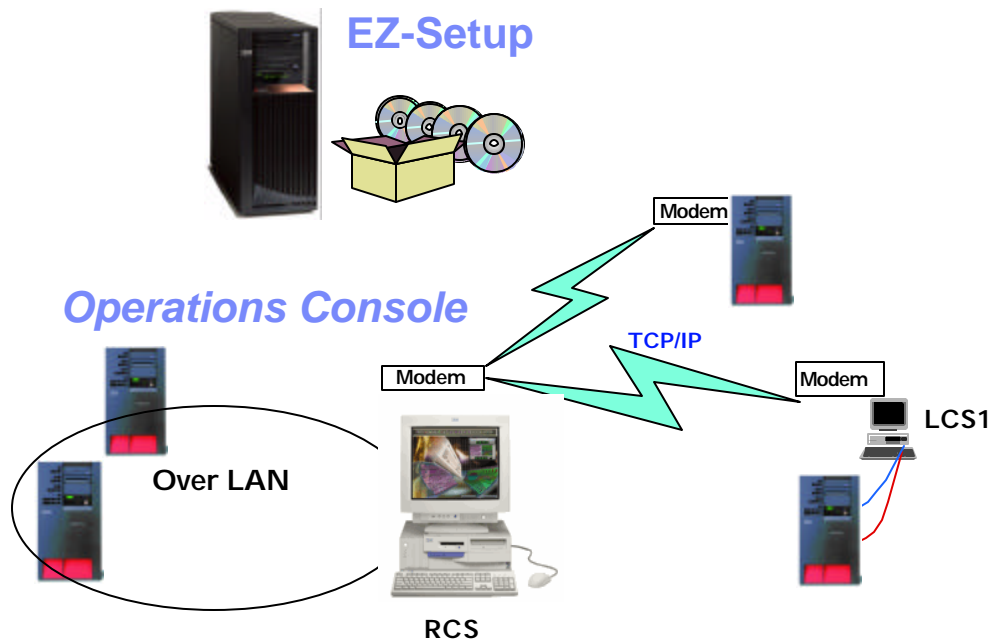 EZ-Setup
Modem
Operations Console
TCP/IP
Modem
Modem
LCS1
Over LAN
RCS